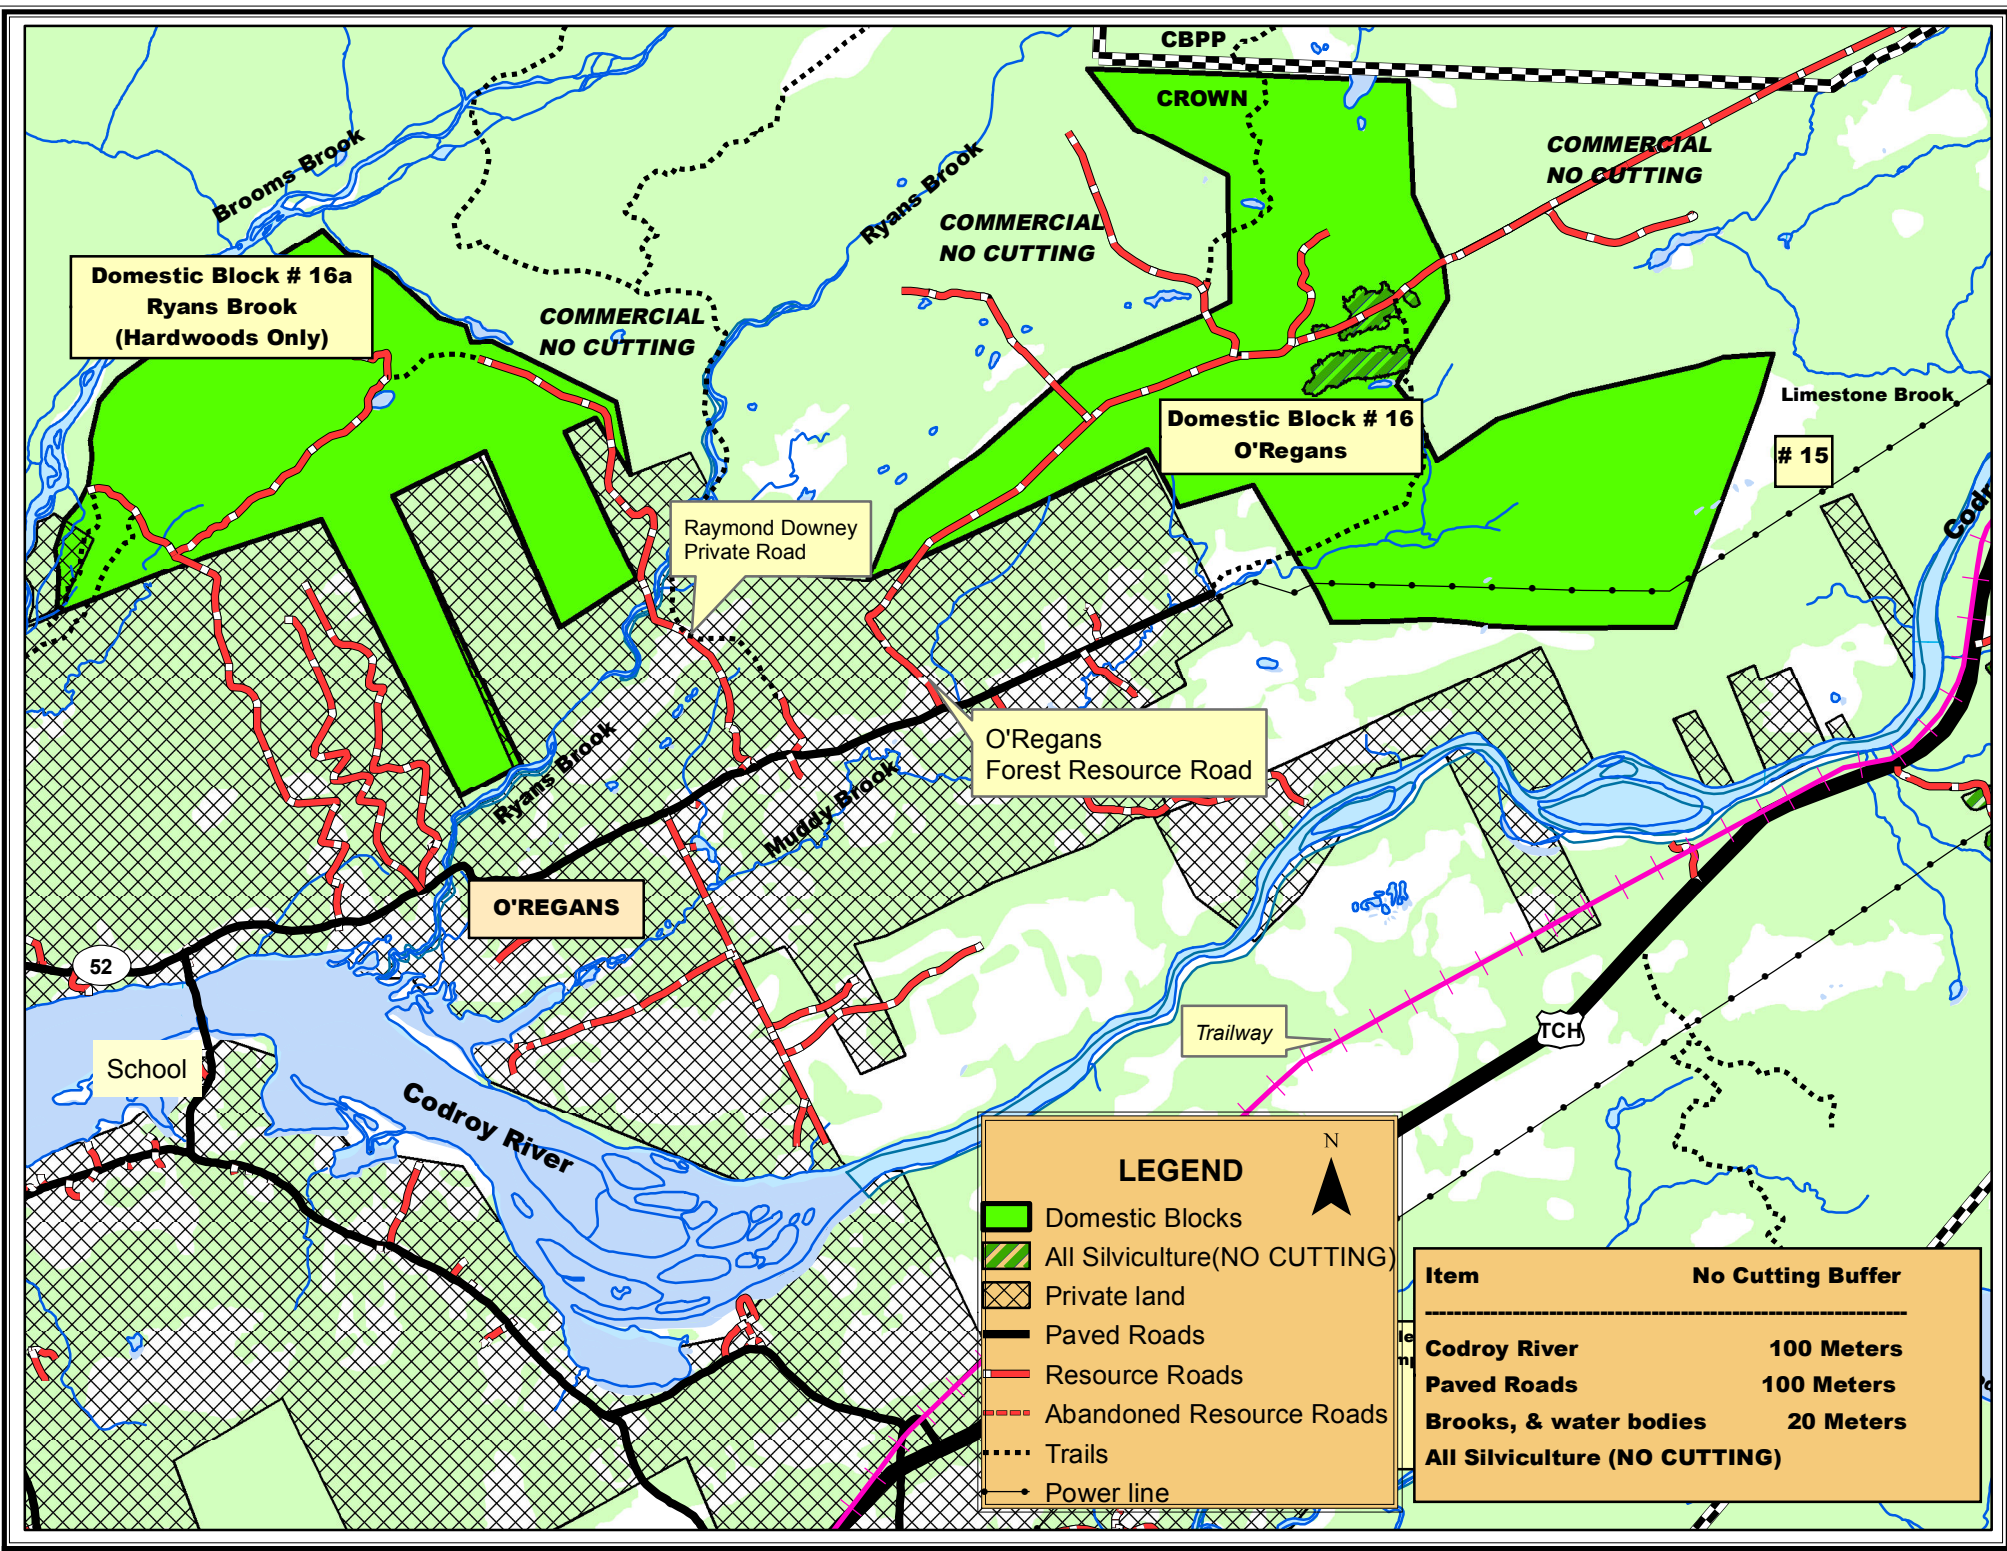 CBPP
CROWN
COMMERCIAL
NO CUTTING
Brooms Brook
Ryans Brook
COMMERCIAL
NO CUTTING
Domestic Block # 16a
Ryans Brook
(Hardwoods Only)
COMMERCIAL
NO CUTTING
Limestone Brook
Domestic Block # 16
O'Regans
# 15
Raymond Downey
Private Road
O'Regans
Forest Resource Road
Ryans Brook
Muddy Brook
O'REGANS
52
TCH
Trailway
School
Codroy River
LEGEND
N
Domestic Blocks
All Silviculture(NO CUTTING)
Private land
Paved Roads
Resource Roads
Abandoned Resource Roads
Trails
Power line
Item No Cutting Buffer
Codroy River 100 Meters
Paved Roads 100 Meters
Brooks, & water bodies 20 Meters
All Silviculture (NO CUTTING)